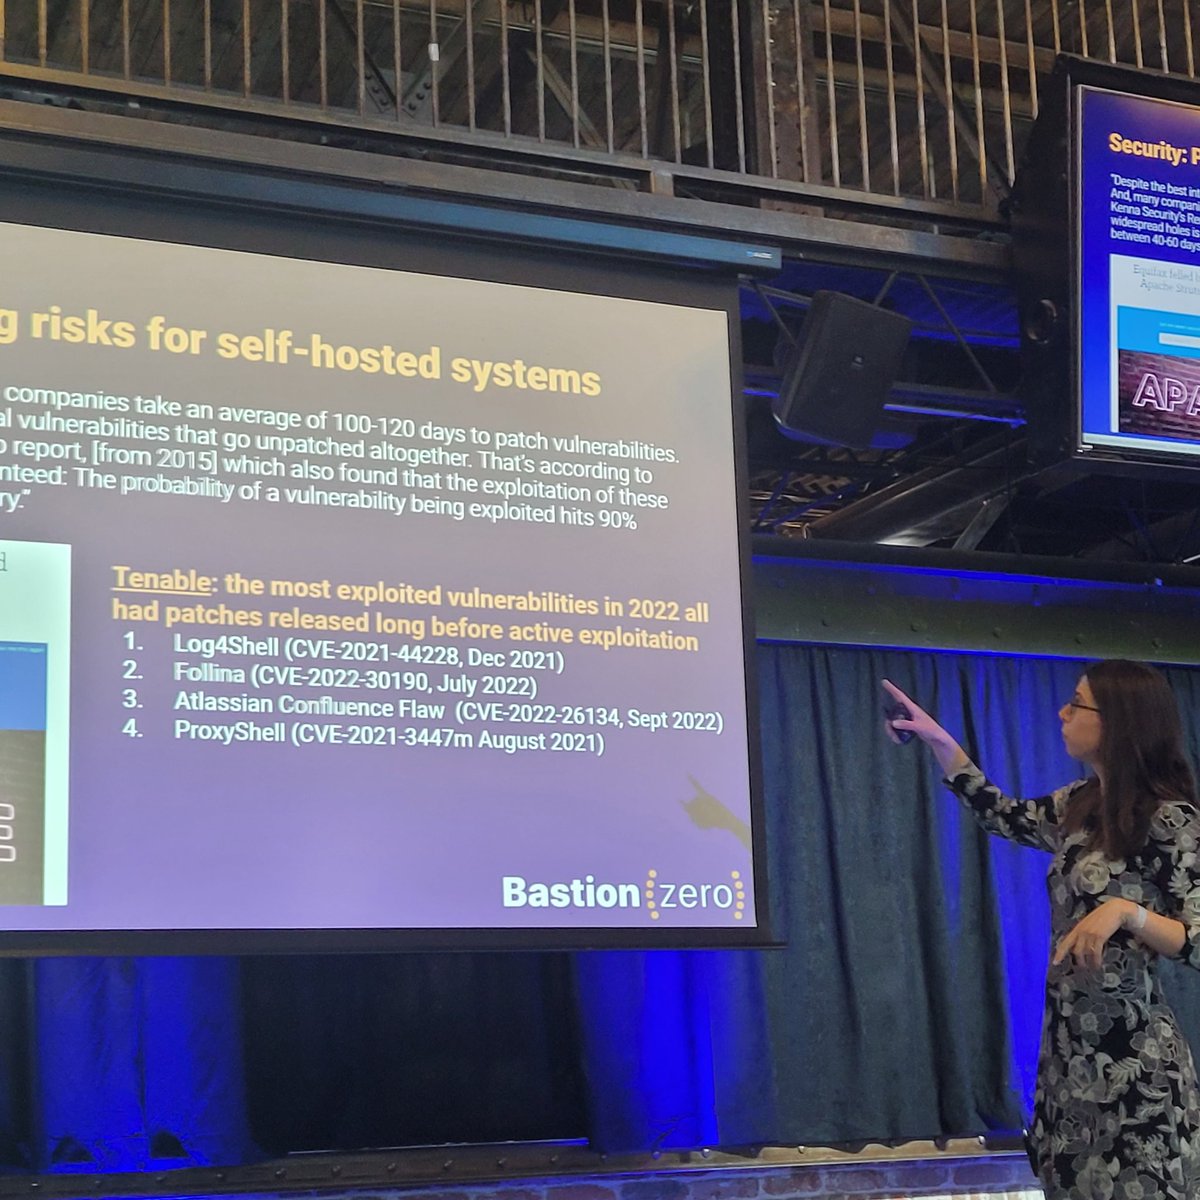 g risks for self-hosted systems
companies take an average of 100-120 days to patch vulnerabilities.
al vulnerabilities that go unpatched altogether. That's according to
o report, [from 2015] which also found that the exploitation of these
nteed: The probability of a vulnerability being exploited hits 90%
ry."
d
Tenable: the most exploited vulnerabilities in 2022 all
had patches released long before active exploitation
1. Log4Shell (CVE-2021-44228, Dec 2021)
2. Follina (CVE-2022-30190, July 2022)
3. Atlassian Confluence Flaw (CVE-2022-26134, Sept 2022)
4. ProxyShell (CVE-2021-3447m August 2021)
Bastion zero
Security: P
"Despite the best int
And, many compani
Kenna Security's Re
widespread holes is
between 40-60 days
Equifax felled b
Apache Strut
APA